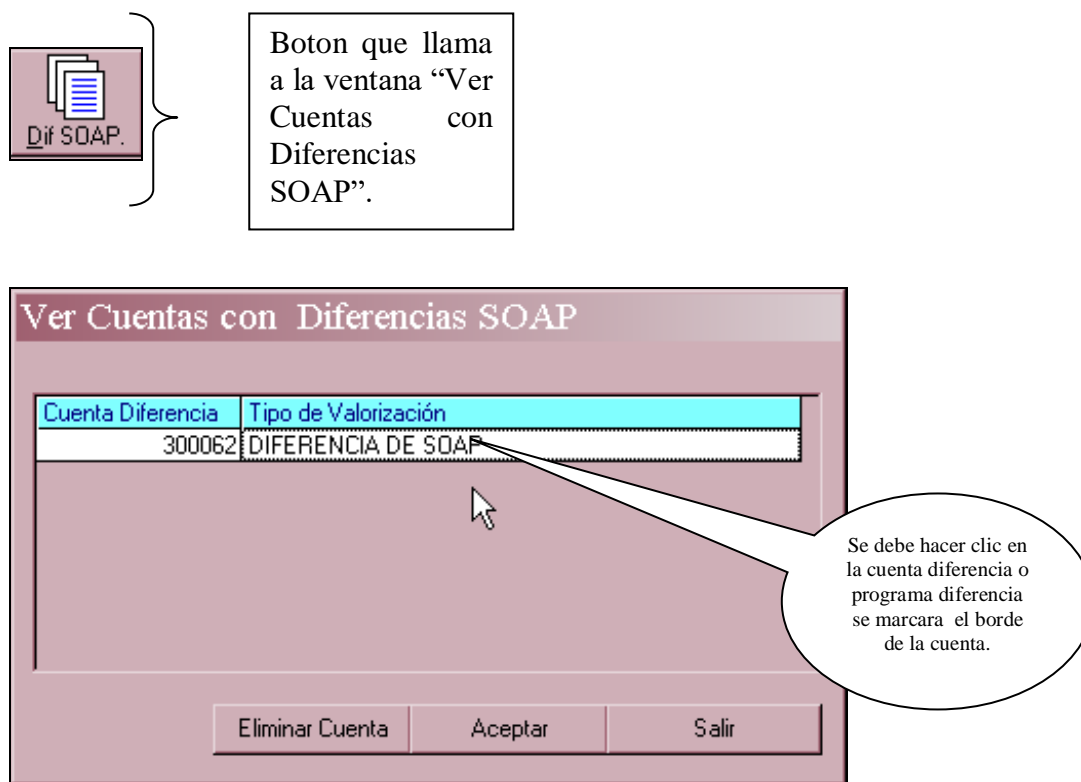 Dif SOAP.
Boton que llama
a la ventana “Ver
Cuentas con
Diferencias
SOAP”.
Ver Cuentas con Diferencias SOAP
Cuenta Diferencia Tipo de Valorización
300062 DIFERENCIA DE SOAP
Se debe hacer clic en
la cuenta diferencia o
programa diferencia
se marcara el borde
de la cuenta.
Eliminar Cuenta Aceptar Salir